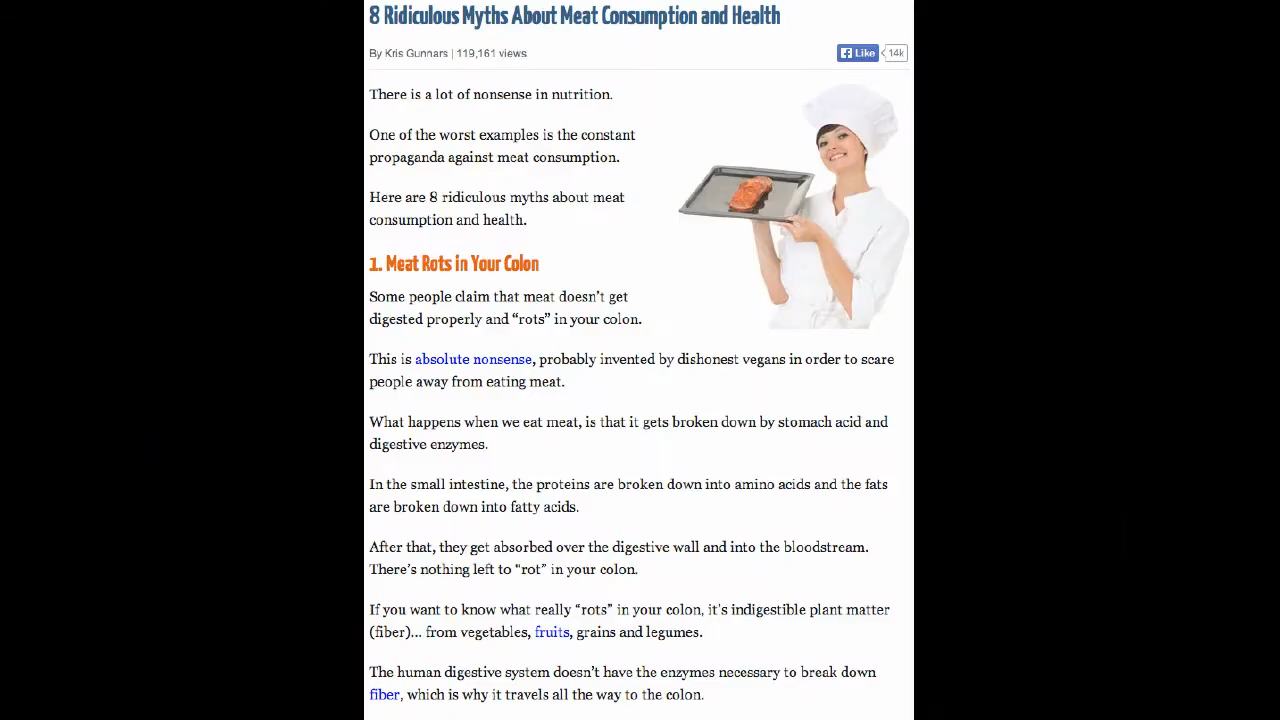 8 Ridiculous Myths About Meat Consumption and Health
By Kris Gunnars | 119,161 views
Like
14k
There is a lot of nonsense in nutrition.
One of the worst examples is the constant
propaganda against meat consumption.
Here are 8 ridiculous myths about meat
consumption and health.
1. Meat Rots in Your Colon
Some people claim that meat doesn't get
digested properly and “rots” in your colon.
This is absolute nonsense, probably invented by dishonest vegans in order to scare
people away from eating meat.
What happens when we eat meat, is that it gets broken down by stomach acid and
digestive enzymes.
In the small intestine, the proteins are broken down into amino acids and the fats
are broken down into fatty acids.
After that, they get absorbed over the digestive wall and into the bloodstream.
There's nothing left to “rot” in your colon.
If you want to know what really “rots” in your colon, it's indigestible plant matter
(fiber)... from vegetables, fruits, grains and legumes.
The human digestive system doesn't have the enzymes necessary to break down
fiber, which is why it travels all the way to the colon.